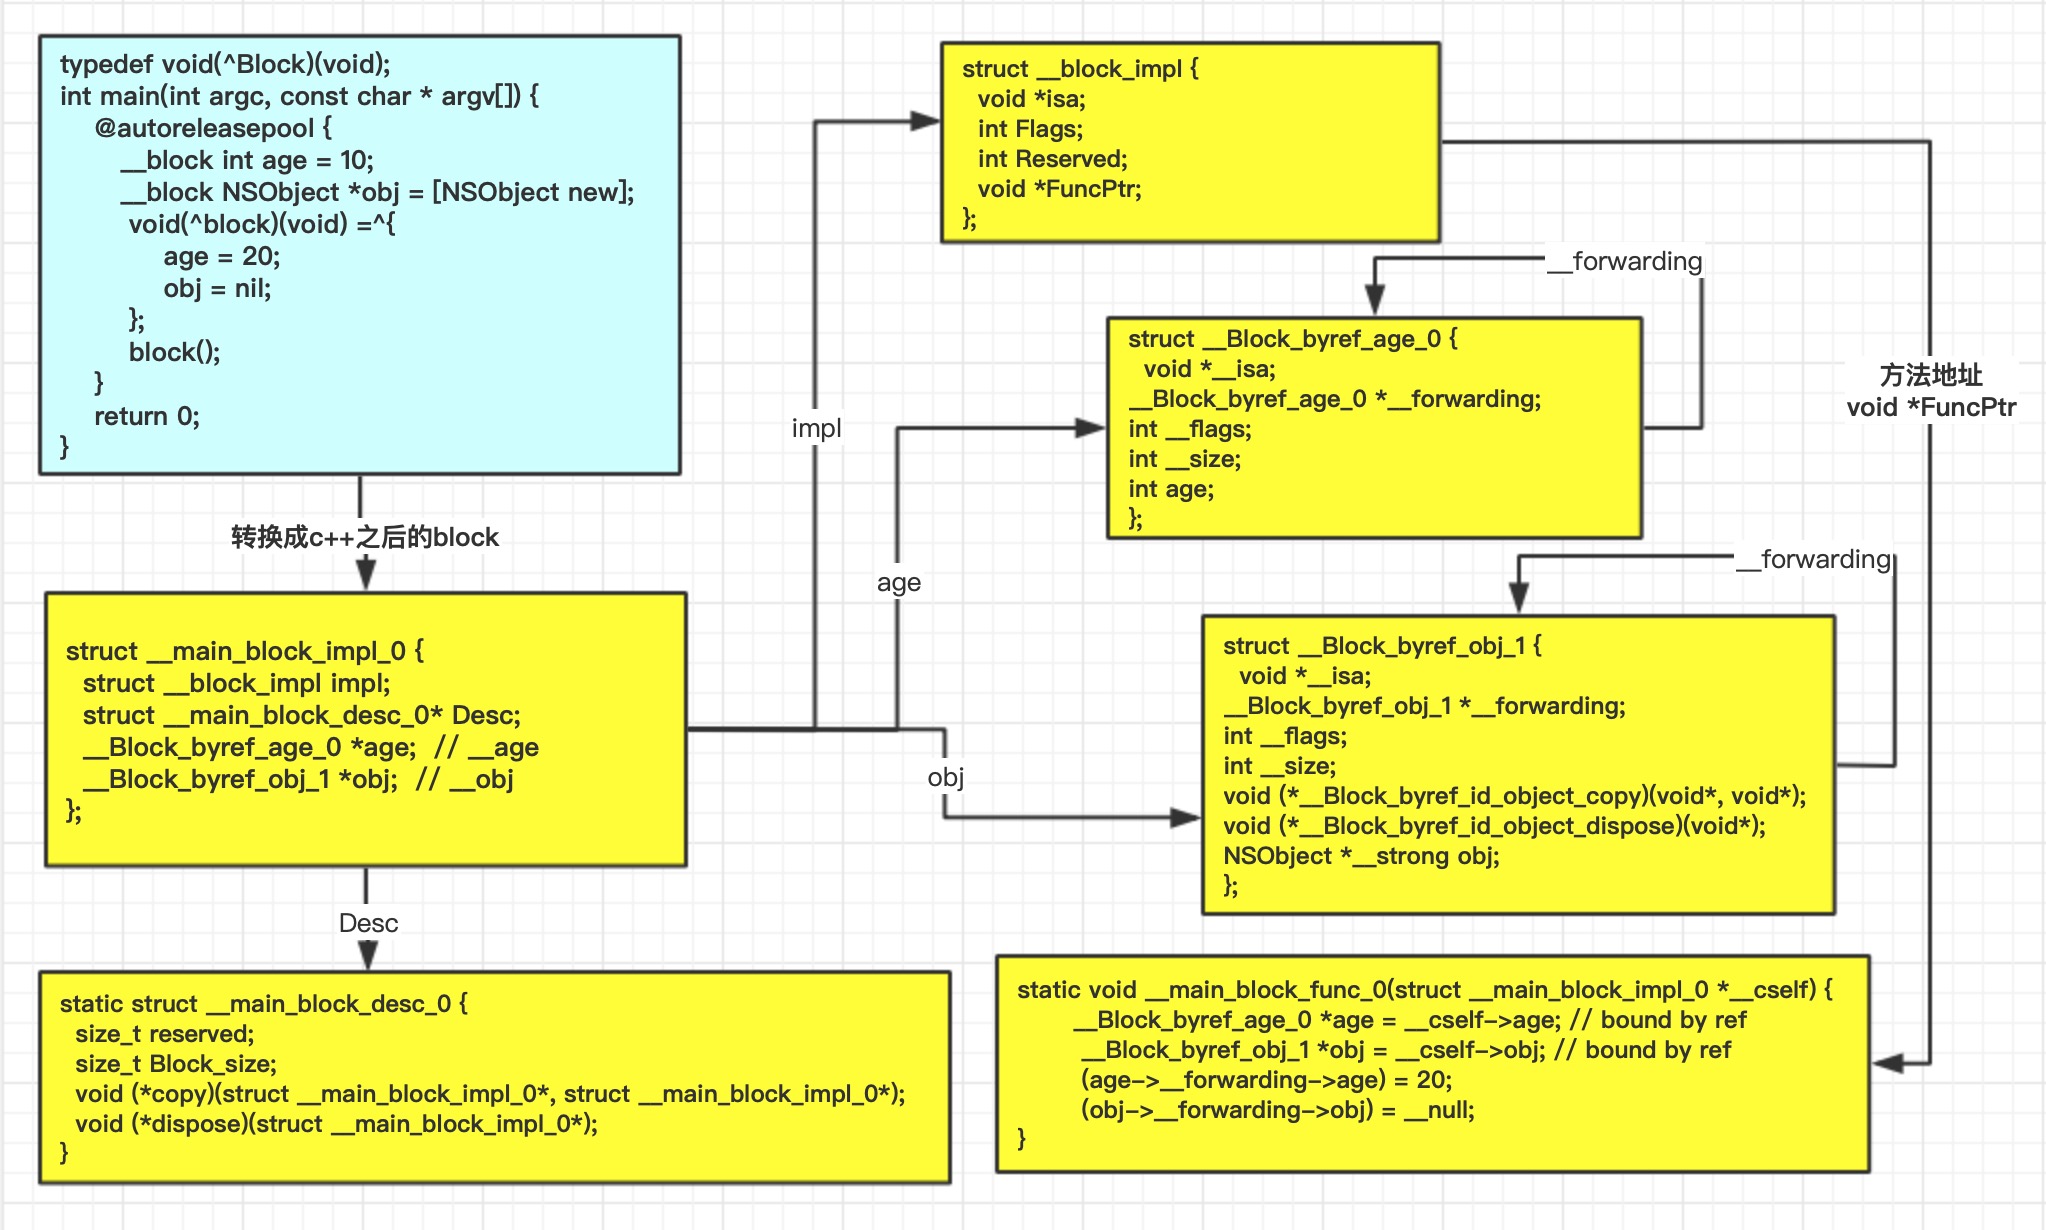 typedef void(^Block)(void);
int main(int argc, const char * argv[]) {
@autoreleasepool {
__block int age = 10;
__block NSObject *obj = [NSObject new];
void(^block)(void) =^{
age = 20;
obj = nil;
};
block();
}
return 0;
}
转换成c++之后的block
struct __main_block_impl_0 {
struct __block_impl impl;
struct __main_block_desc_0* Desc;
__Block_byref_age_0 *age; // __age
__Block_byref_obj_1 *obj; // __obj
};
Desc
static struct __main_block_desc_0 {
size_t reserved;
size_t Block_size;
void (*copy)(struct __main_block_impl_0*, struct __main_block_impl_0*);
void (*dispose)(struct __main_block_impl_0*);
}
impl
age
obj
struct __block_impl {
void *isa;
int Flags;
int Reserved;
void *FuncPtr;
};
__forwarding
struct __Block_byref_age_0 {
void *__isa;
__Block_byref_age_0 *__forwarding;
int __flags;
int __size;
int age;
};
方法地址
void *FuncPtr
__forwarding
struct __Block_byref_obj_1 {
void *__isa;
__Block_byref_obj_1 *__forwarding;
int __flags;
int __size;
void (*__Block_byref_id_object_copy)(void*, void*);
void (*__Block_byref_id_object_dispose)(void*);
NSObject *__strong obj;
};
static void __main_block_func_0(struct __main_block_impl_0 *__cself) {
__Block_byref_age_0 *age = __cself->age; // bound by ref
__Block_byref_obj_1 *obj = __cself->obj; // bound by ref
(age->__forwarding->age) = 20;
(obj->__forwarding->obj) = __null;
}